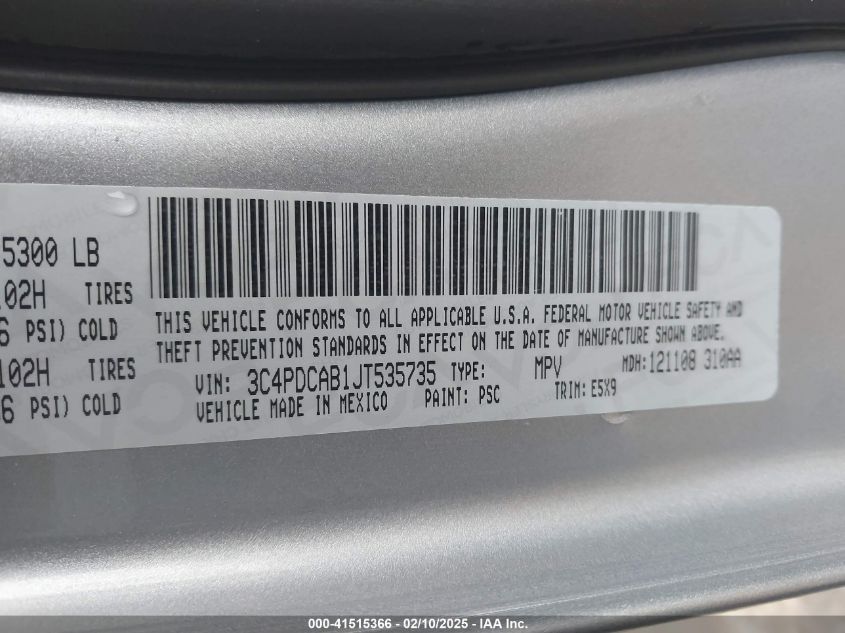 5300 LB
102H TIRES
6 PSI) COLD
102H
6 PSI) COLD
THIS VEHICLE CONFORMS TO ALL APPLICABLE U.S.A. FEDERAL MOTOR VEHICLE SAFETY AND
THEFT PREVENTION STANDARDS IN EFFECT ON THE DATE OF MANUFACTURE SHOWN ABOVE.
VIN: 3C4PDCAB1JT535735 TYPE: MPV MDH:121108 310AA
VEHICLE MADE IN MEXICO PAINT: PSC TRIM: E5X9
000-41515366 - 02/10/2025 - IAA Inc.